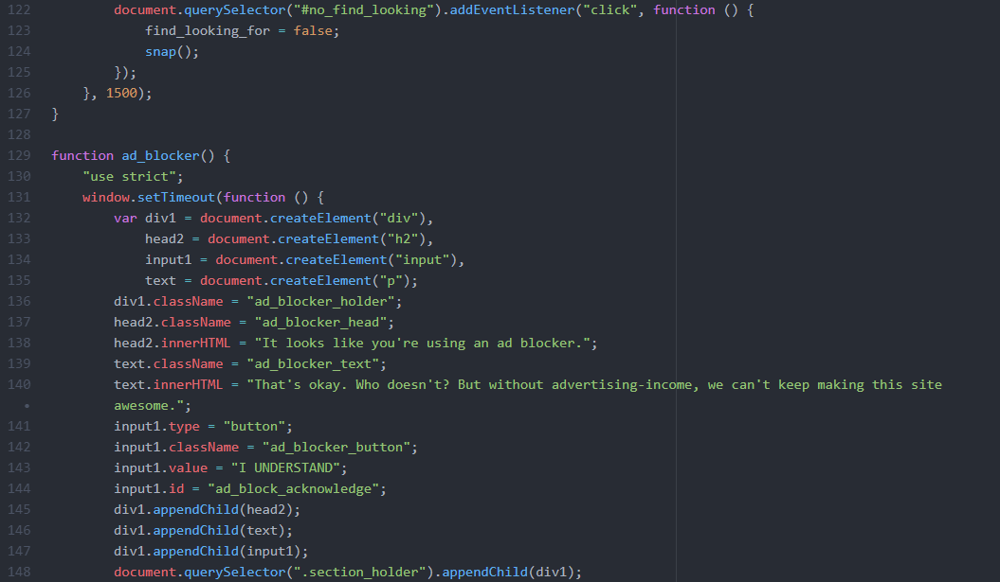 122         document.querySelector("#no_find_looking").addEventListener("click", function () {
123             find_looking_for = false;
124             snap();
125         });
126     }, 1500);
127 }
128
129 function ad_blocker() {
130     "use strict";
131     window.setTimeout(function () {
132         var div1 = document.createElement("div"),
133             head2 = document.createElement("h2"),
134             input1 = document.createElement("input"),
135             text = document.createElement("p");
136         div1.className = "ad_blocker_holder";
137         head2.className = "ad_blocker_head";
138         head2.innerHTML = "It looks like you're using an ad blocker.";
139         text.className = "ad_blocker_text";
140         text.innerHTML = "That's okay. Who doesn't? But without advertising-income, we can't keep making this site
•         awesome.";
141         input1.type = "button";
142         input1.className = "ad_blocker_button";
143         input1.value = "I UNDERSTAND";
144         input1.id = "ad_block_acknowledge";
145         div1.appendChild(head2);
146         div1.appendChild(text);
147         div1.appendChild(input1);
148         document.querySelector(".section_holder").appendChild(div1);